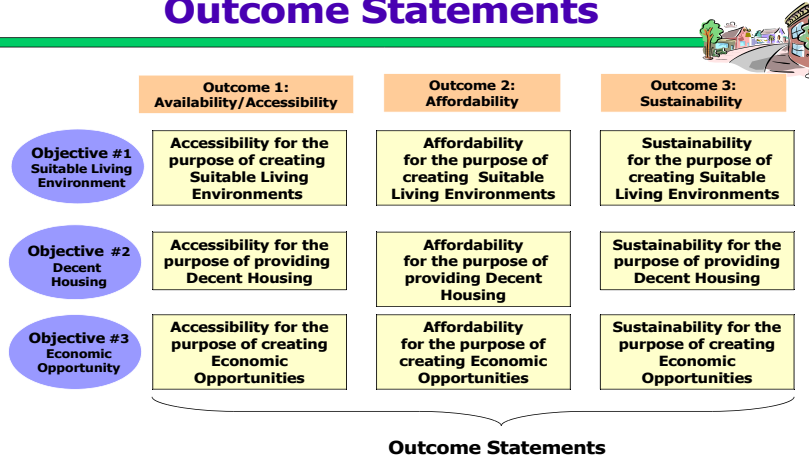 Outcome Statements
Outcome 1:
Availability/Accessibility
Outcome 2:
Affordability
Outcome 3:
Sustainability
Objective #1
Suitable Living
Environment
Accessibility for the
purpose of creating
Suitable Living
Environments
Affordability
for the purpose of
creating Suitable
Living Environments
Sustainability
for the purpose of
creating Suitable
Living Environments
Objective #2
Decent
Housing
Accessibility for the
purpose of providing
Decent Housing
Affordability
for the purpose of
providing Decent
Housing
Sustainability for the
purpose of providing
Decent Housing
Objective #3
Economic
Opportunity
Accessibility for the
purpose of creating
Economic
Opportunities
Affordability
for the purpose of
creating Economic
Opportunities
Sustainability for the
purpose of creating
Economic
Opportunities
Outcome Statements